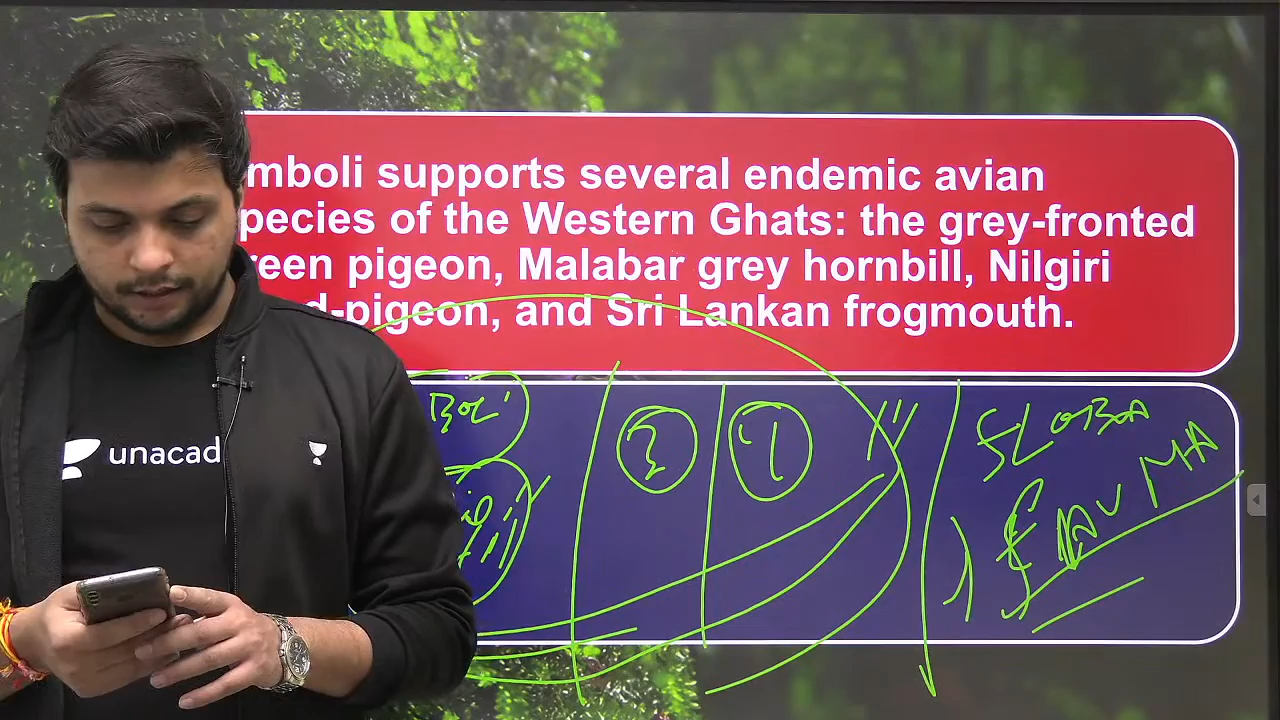 mboli supports several endemic avian
pecies of the Western Ghats: the grey-fronted
reen pigeon, Malabar grey hornbill, Nilgiri
d-pigeon, and Sri Lankan frogmouth.
FLORA
FAUNA
unacad